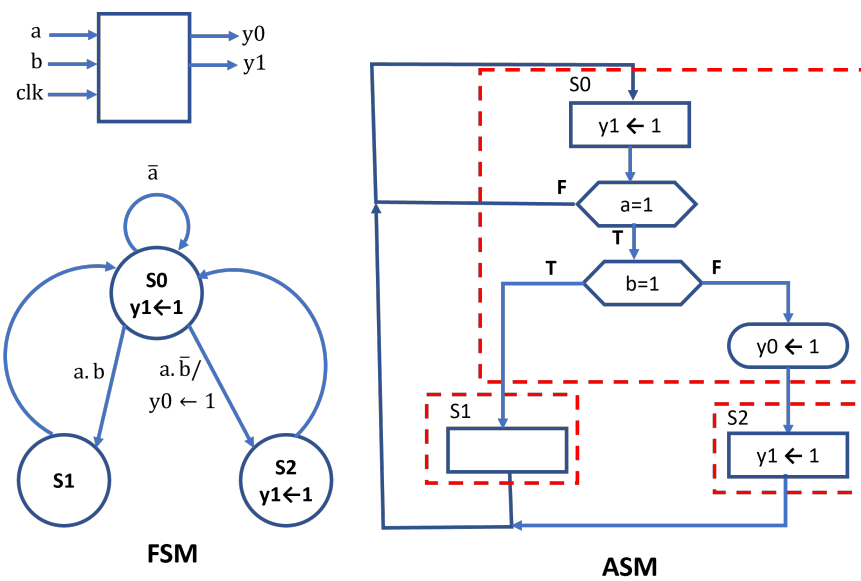 a
b
clk
y0
y1
a̅
S0
y1←1
a.b
a.b̅/
y0 ← 1
S1
S2
y1←1
FSM
S0
y1 ← 1
F
a=1
T
T
b=1
F
y0 ← 1
S1
S2
y1 ← 1
ASM